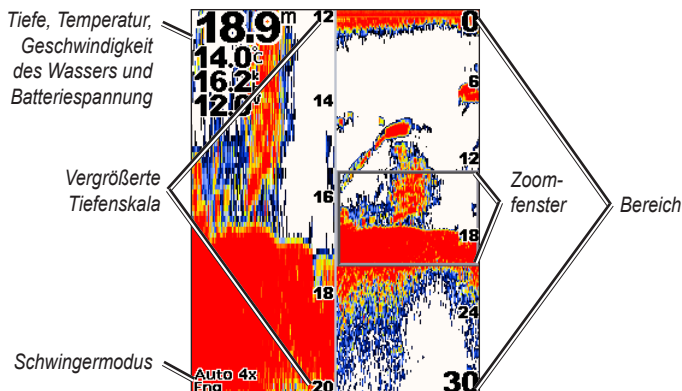 Tiefe, Temperatur,
Geschwindigkeit
des Wassers und
Batteriespannung
Vergrößerte
Tiefenskala
Schwingermodus
18.9m
14.0°C
16.2k
12.0V
Auto 4x
Eng
12
14
16
18
20
0
6
12
18
24
30
Zoom-
fenster
Bereich